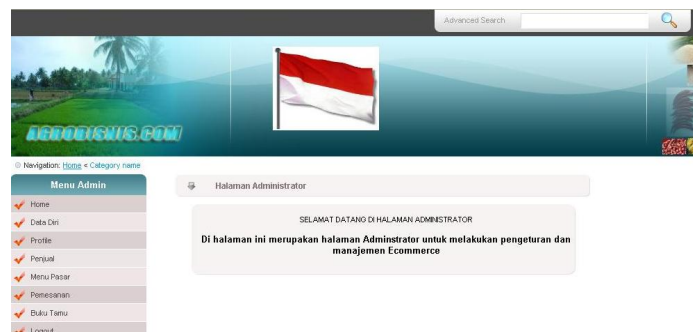 Advanced Search
AGROBISNIS.COM
Navigation: Home « Category name
Menu Admin
Home
Data Diri
Profile
Penjual
Menu Pasar
Pemesanan
Buku Tamu
Logout
Halaman Administrator
SELAMAT DATANG DI HALAMAN ADMINISTRATOR
Di halaman ini merupakan halaman Adminstrator untuk melakukan pengeturan dan
manajemen Ecommerce